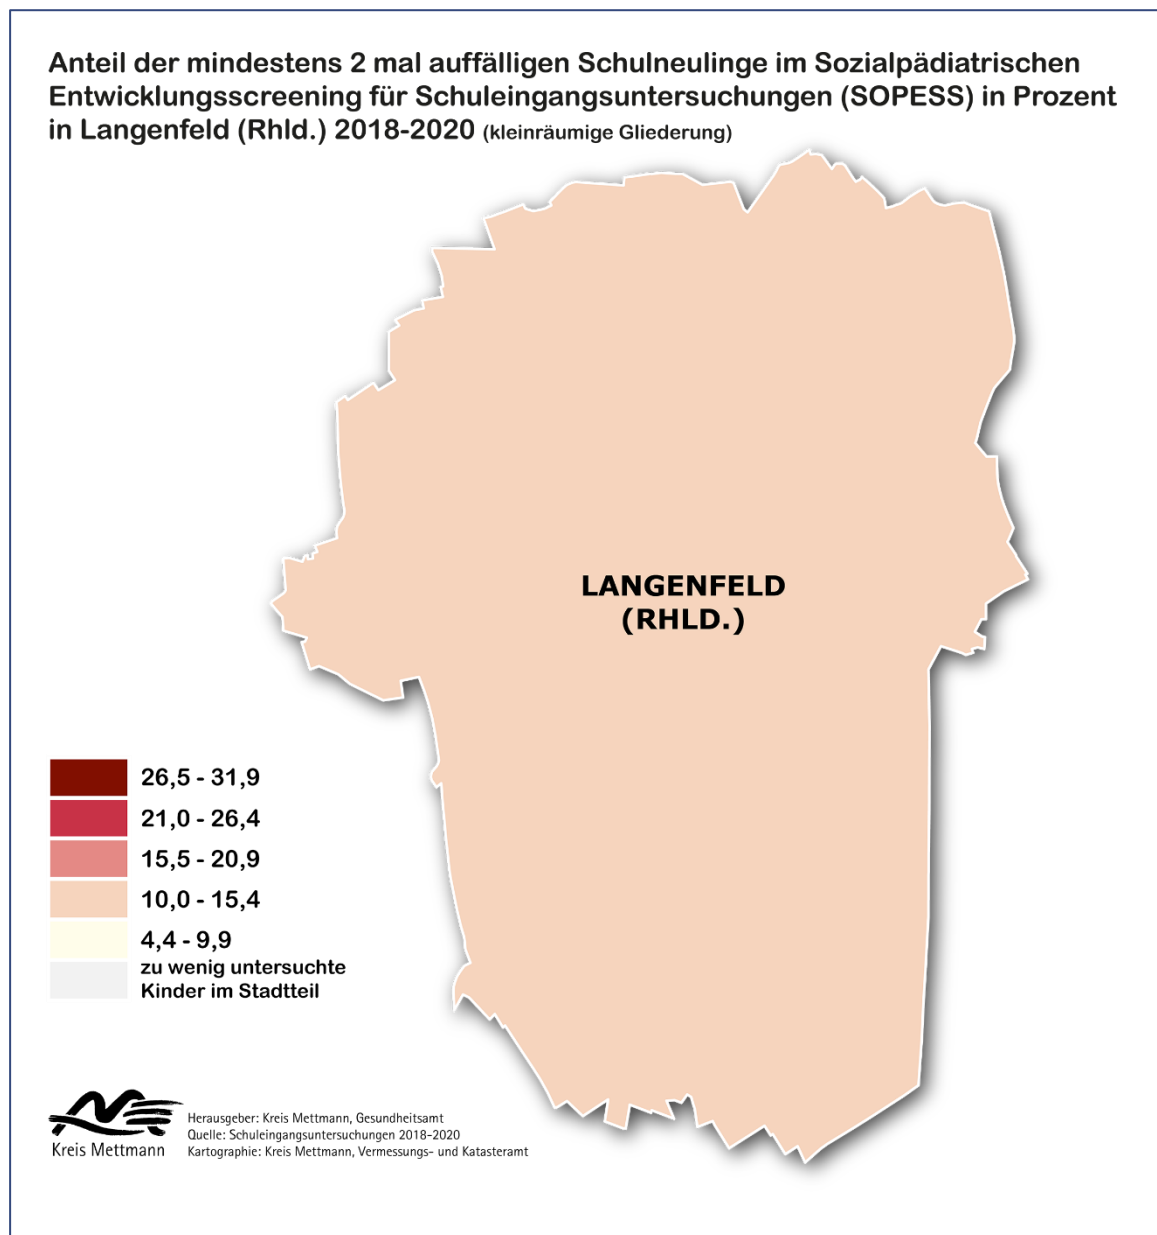 Anteil der mindestens 2 mal auffälligen Schulneulinge im Sozialpädiatrischen
Entwicklungsscreening für Schuleingangsuntersuchungen (SOPESS) in Prozent
in Langenfeld (Rhld.) 2018-2020 (kleinräumige Gliederung)
LANGENFELD
(RHLD.)
26,5 - 31,9
21,0 - 26,4
15,5 - 20,9
10,0 - 15,4
4,4 - 9,9
zu wenig untersuchte
Kinder im Stadtteil
Kreis Mettmann
Herausgeber: Kreis Mettmann, Gesundheitsamt
Quelle: Schuleingangsuntersuchungen 2018-2020
Kartographie: Kreis Mettmann, Vermessungs- und Katasteramt